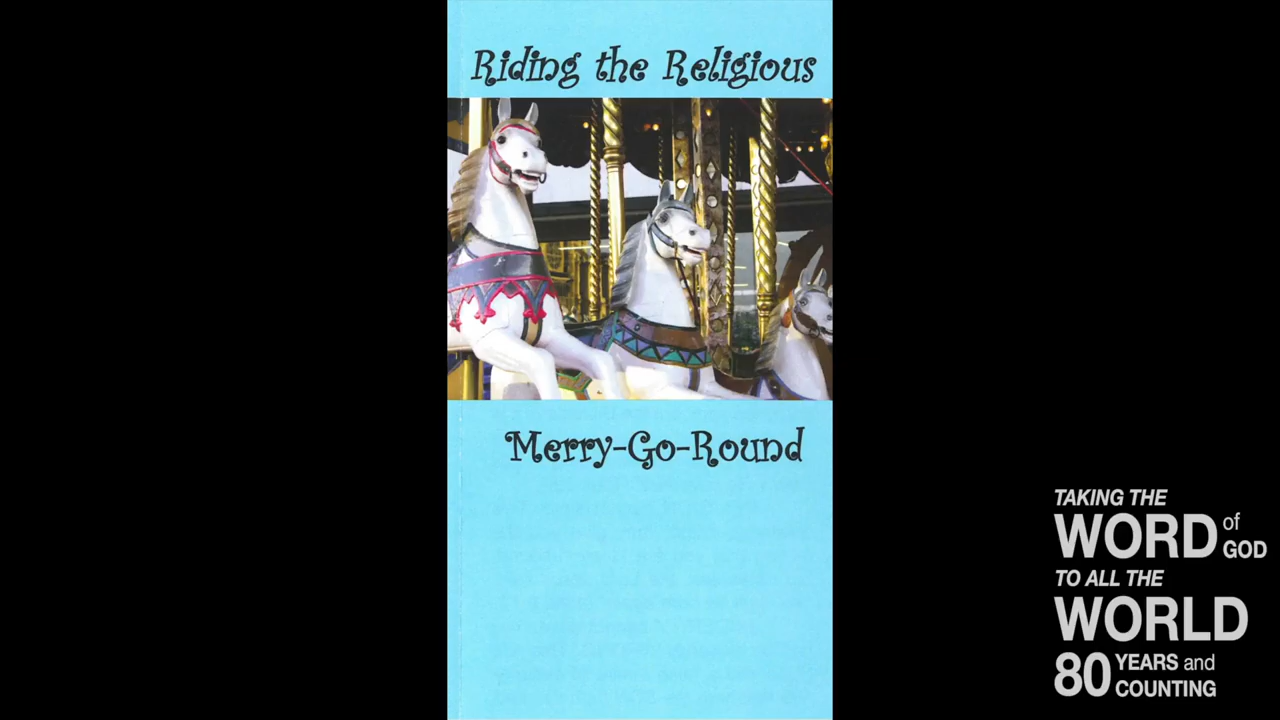 Riding the Religious
Merry-Go-Round
TAKING THE
WORD of GOD
TO ALL THE
WORLD
80 YEARS and
COUNTING